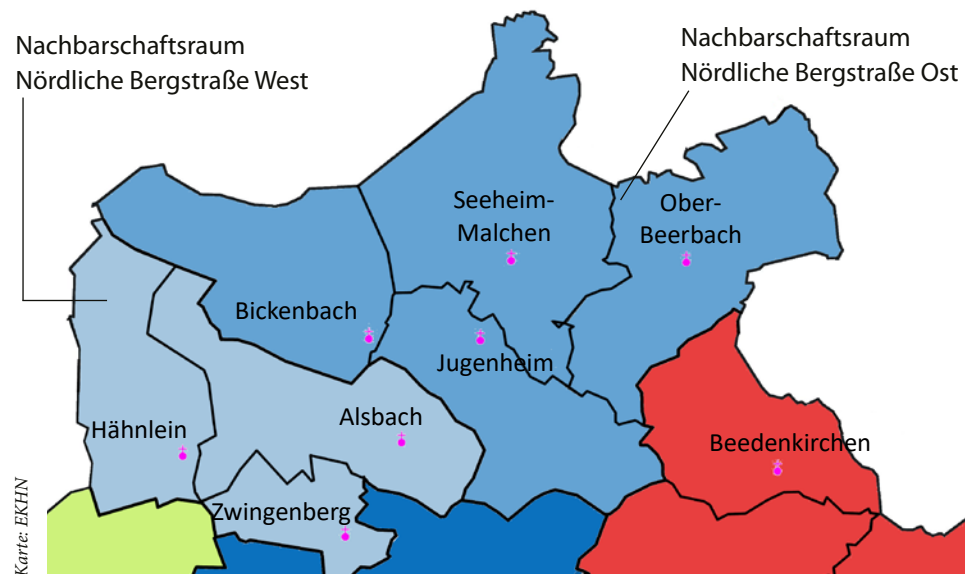 Nachbarschaftsraum
Nördliche Bergstraße West
Nachbarschaftsraum
Nördliche Bergstraße Ost
Seeheim-
Malchen
Ober-
Beerbach
Bickenbach
Jugenheim
Hähnlein
Alsbach
Beedenkirchen
Zwingenberg
Karte: EKHN